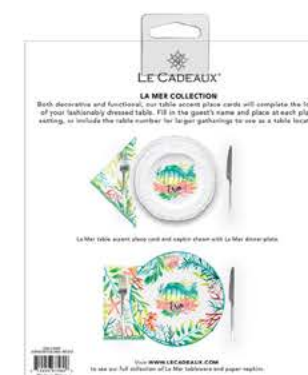 LE CADEAUX®
LA MER COLLECTION
Both decorative and functional, our table accent place cards will complete the
of your fashionably dressed table. Fill in the guest's name and place at each
setting, or include the table number for larger gatherings to use as a table
La Mer table accent place card and napkin shown with La Mer dinner plate.
Visit WWW.LECADEAUX.COM
to see our full collection of La Mer tableware and paper napkins.